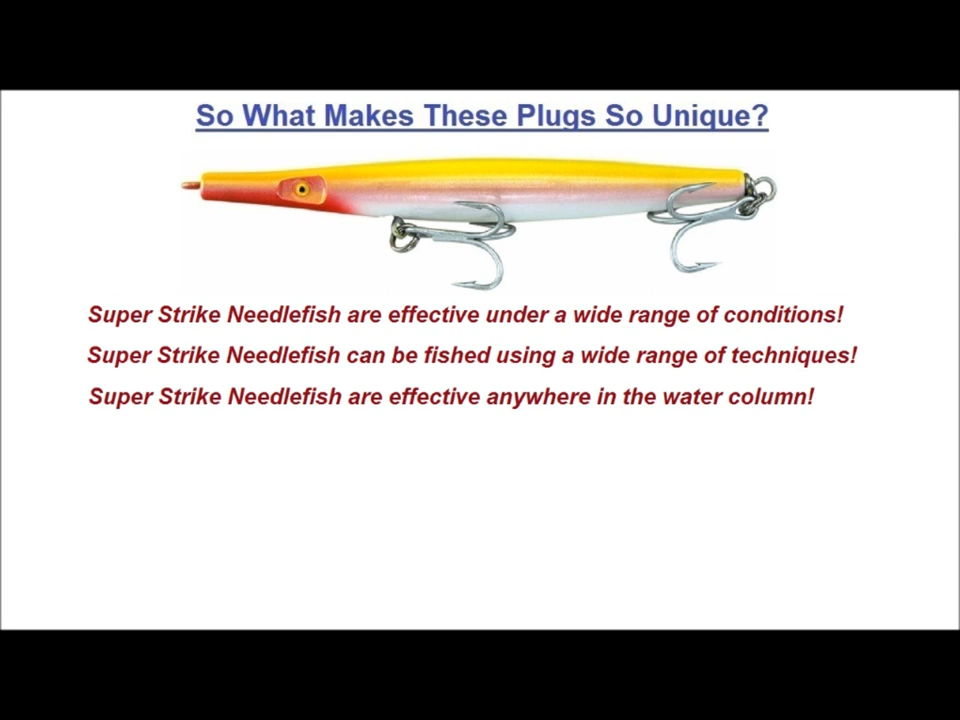 So What Makes These Plugs So Unique?
Super Strike Needlefish are effective under a wide range of conditions!
Super Strike Needlefish can be fished using a wide range of techniques!
Super Strike Needlefish are effective anywhere in the water column!